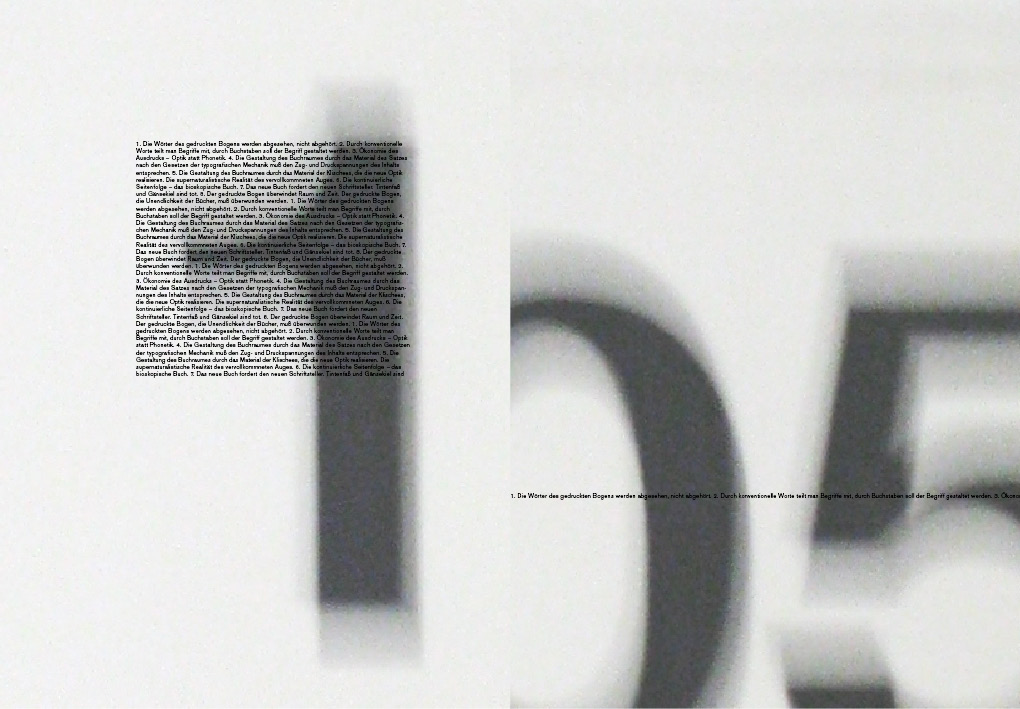 1. Die Wörter des gedruckten Bogens werden abgesehen, nicht abgehört. 2. Durch konventionelle
Worte teilt man Begriffe mit, durch Buchstaben soll der Begriff gestaltet werden. 3. Ökonomie des
Ausdrucks – Optik statt Phonetik. 4. Die Gestaltung des Buchraumes durch das Material des Satzes
nach den Gesetzen der typografischen Mechanik muß den Zug- und Druckspannungen des Inhalts
entsprechen. 5. Die Gestaltung des Buchraumes durch das Material der Klischees, die die neue Optik
realisieren. Die supernaturalistische Realität des vervollkommneten Auges. 6. Die kontinuierliche
Seitenfolge – das bioskopische Buch. 7. Das neue Buch fordert den neuen Schriftsteller. Tintenfaß
und Gänsekiel sind tot. 8. Der gedruckte Bogen überwindet Raum und Zeit. Der gedruckte Bogen,
die Unendlichkeit der Bücher, muß überwunden werden. 1. Die Wörter des gedruckten Bogens
werden abgesehen, nicht abgehört. 2. Durch konventionelle Worte teilt man Begriffe mit, durch
Buchstaben soll der Begriff gestaltet werden. 3. Ökonomie des Ausdrucks – Optik statt Phonetik. 4.
Die Gestaltung des Buchraumes durch das Material des Satzes nach den Gesetzen der typografi-
schen Mechanik muß den Zug- und Druckspannungen des Inhalts entsprechen. 5. Die Gestaltung des
Buchraumes durch das Material der Klischees, die die neue Optik realisieren. Die supernaturalistische
Realität des vervollkommneten Auges. 6. Die kontinuierliche Seitenfolge – das bioskopische Buch. 7.
Das neue Buch fordert den neuen Schriftsteller. Tintenfaß und Gänsekiel sind tot. 8. Der gedruckte
Bogen überwindet Raum und Zeit. Der gedruckte Bogen, die Unendlichkeit der Bücher, muß
überwunden werden. 1. Die Wörter des gedruckten Bogens werden abgesehen, nicht abgehört. 2.
Durch konventionelle Worte teilt man Begriffe mit, durch Buchstaben soll der Begriff gestaltet werden.
3. Ökonomie des Ausdrucks – Optik statt Phonetik. 4. Die Gestaltung des Buchraumes durch das
Material des Satzes nach den Gesetzen der typografischen Mechanik muß den Zug- und Druckspan-
nungen des Inhalts entsprechen. 5. Die Gestaltung des Buchraumes durch das Material der Klischees,
die die neue Optik realisieren. Die supernaturalistische Realität des vervollkommneten Auges. 6. Die
kontinuierliche Seitenfolge – das bioskopische Buch. 7. Das neue Buch fordert den neuen
Schriftsteller. Tintenfaß und Gänsekiel sind tot. 8. Der gedruckte Bogen überwindet Raum und Zeit.
Der gedruckte Bogen, die Unendlichkeit der Bücher, muß überwunden werden. 1. Die Wörter des
gedruckten Bogens werden abgesehen, nicht abgehört. 2. Durch konventionelle Worte teilt man
Begriffe mit, durch Buchstaben soll der Begriff gestaltet werden. 3. Ökonomie des Ausdrucks – Optik
statt Phonetik. 4. Die Gestaltung des Buchraumes durch das Material des Satzes nach den Gesetzen
der typografischen Mechanik muß den Zug- und Druckspannungen des Inhalts entsprechen. 5. Die
Gestaltung des Buchraumes durch das Material der Klischees, die die neue Optik realisieren. Die
supernaturalistische Realität des vervollkommneten Auges. 6. Die kontinuierliche Seitenfolge – das
bioskopische Buch. 7. Das neue Buch fordert den neuen Schriftsteller. Tintenfaß und Gänsekiel sind
1 05
1. Die Wörter des gedruckten Bogens werden abgesehen, nicht abgehört. 2. Durch konventionelle Worte teilt man Begriffe mit, durch Buchstaben soll der Begriff gestaltet werden. 3.